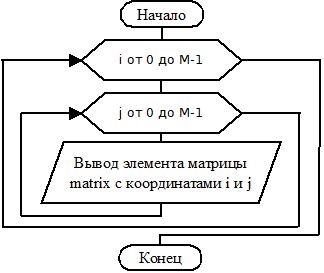 Начало
i от 0 до M-1
j от 0 до M-1
Вывод элемента матрицы
matrix с координатами i и j
Конец